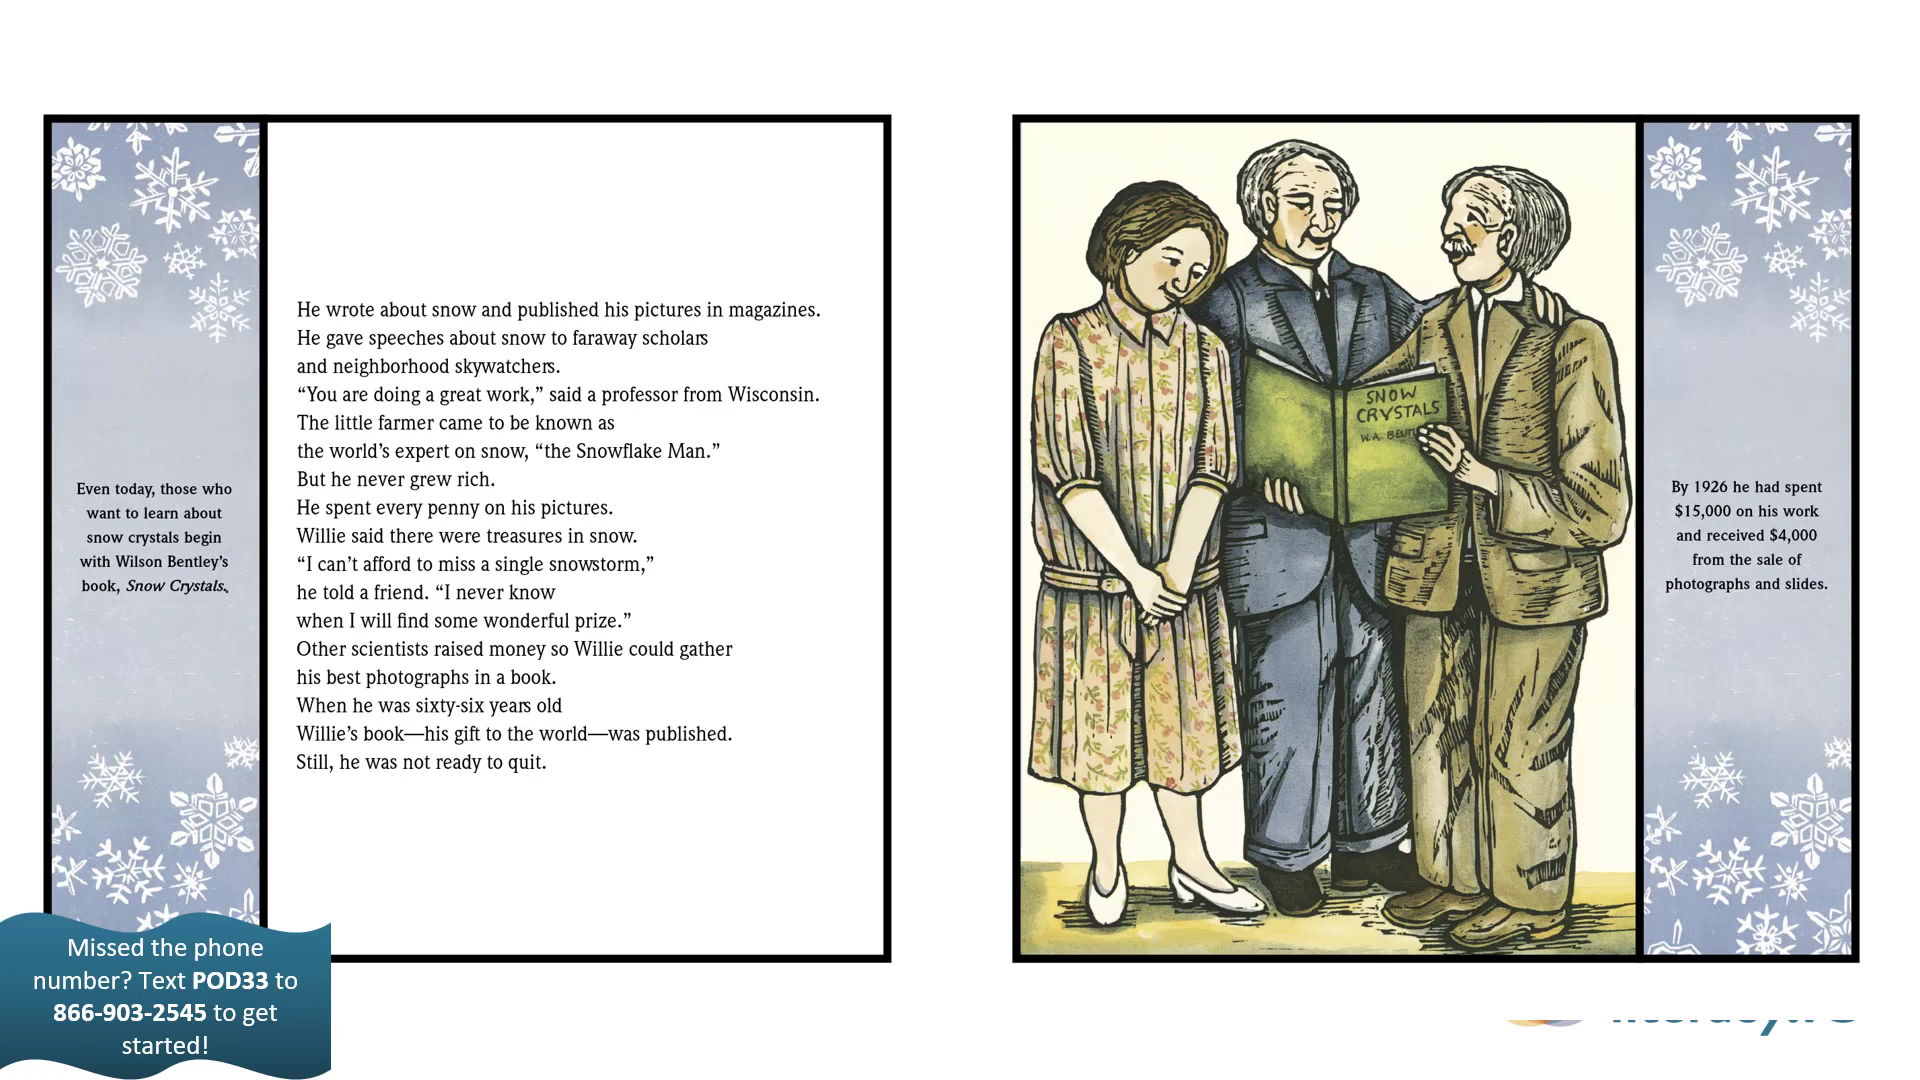 Even today, those who
want to learn about
snow crystals begin
with Wilson Bentley's
book, Snow Crystals.
He wrote about snow and published his pictures in magazines.
He gave speeches about snow to faraway scholars
and neighborhood skywatchers.
“You are doing a great work,” said a professor from Wisconsin.
The little farmer came to be known as
the world's expert on snow, “the Snowflake Man.”
But he never grew rich.
He spent every penny on his pictures.
Willie said there were treasures in snow.
“I can't afford to miss a single snowstorm,”
he told a friend. “I never know
when I will find some wonderful prize.”
Other scientists raised money so Willie could gather
his best photographs in a book.
When he was sixty-six years old
Willie's book—his gift to the world—was published.
Still, he was not ready to quit.
SNOW
CRYSTALS
W.A.
By 1926 he had spent
$15,000 on his work
and received $4,000
from the sale of
photographs and slides.
Missed the phone
number? Text POD33 to
866-903-2545 to get
started!